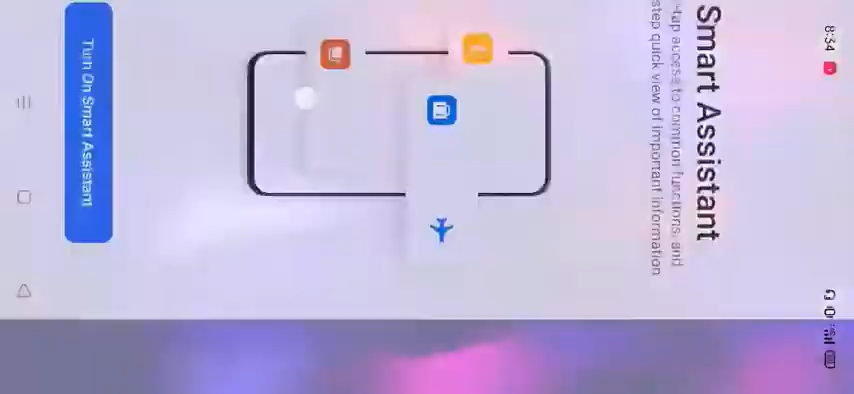 8:34
Smart Assistant
-tap access to common functions, and
step quick view of important information
Turn On Smart Assistant